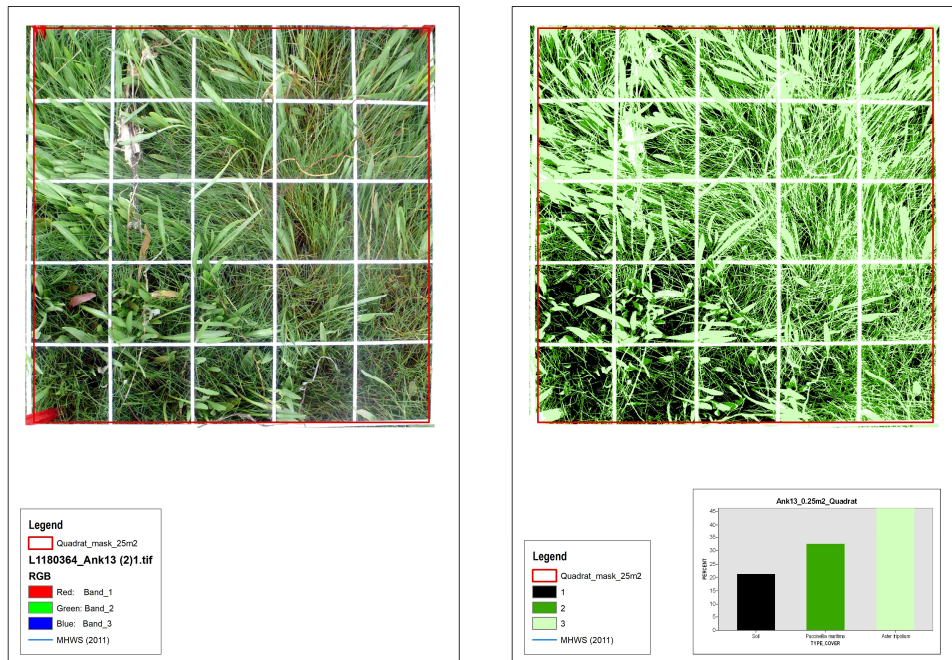 Legend
Quadrat_mask_25m2
L1180364_Ank13 (2)1.tif
RGB
Red: Band_1
Green: Band_2
Blue: Band_3
MHWS (2011)
Legend
Quadrat_mask_25m2
1
2
3
MHWS (2011)
Ank13_0.25m2_Quadrat
PERCENT
45
40
35
30
25
20
15
10
5
0
Soil
Puccinellia maritima
Aster tripolium
TYPE_COVER